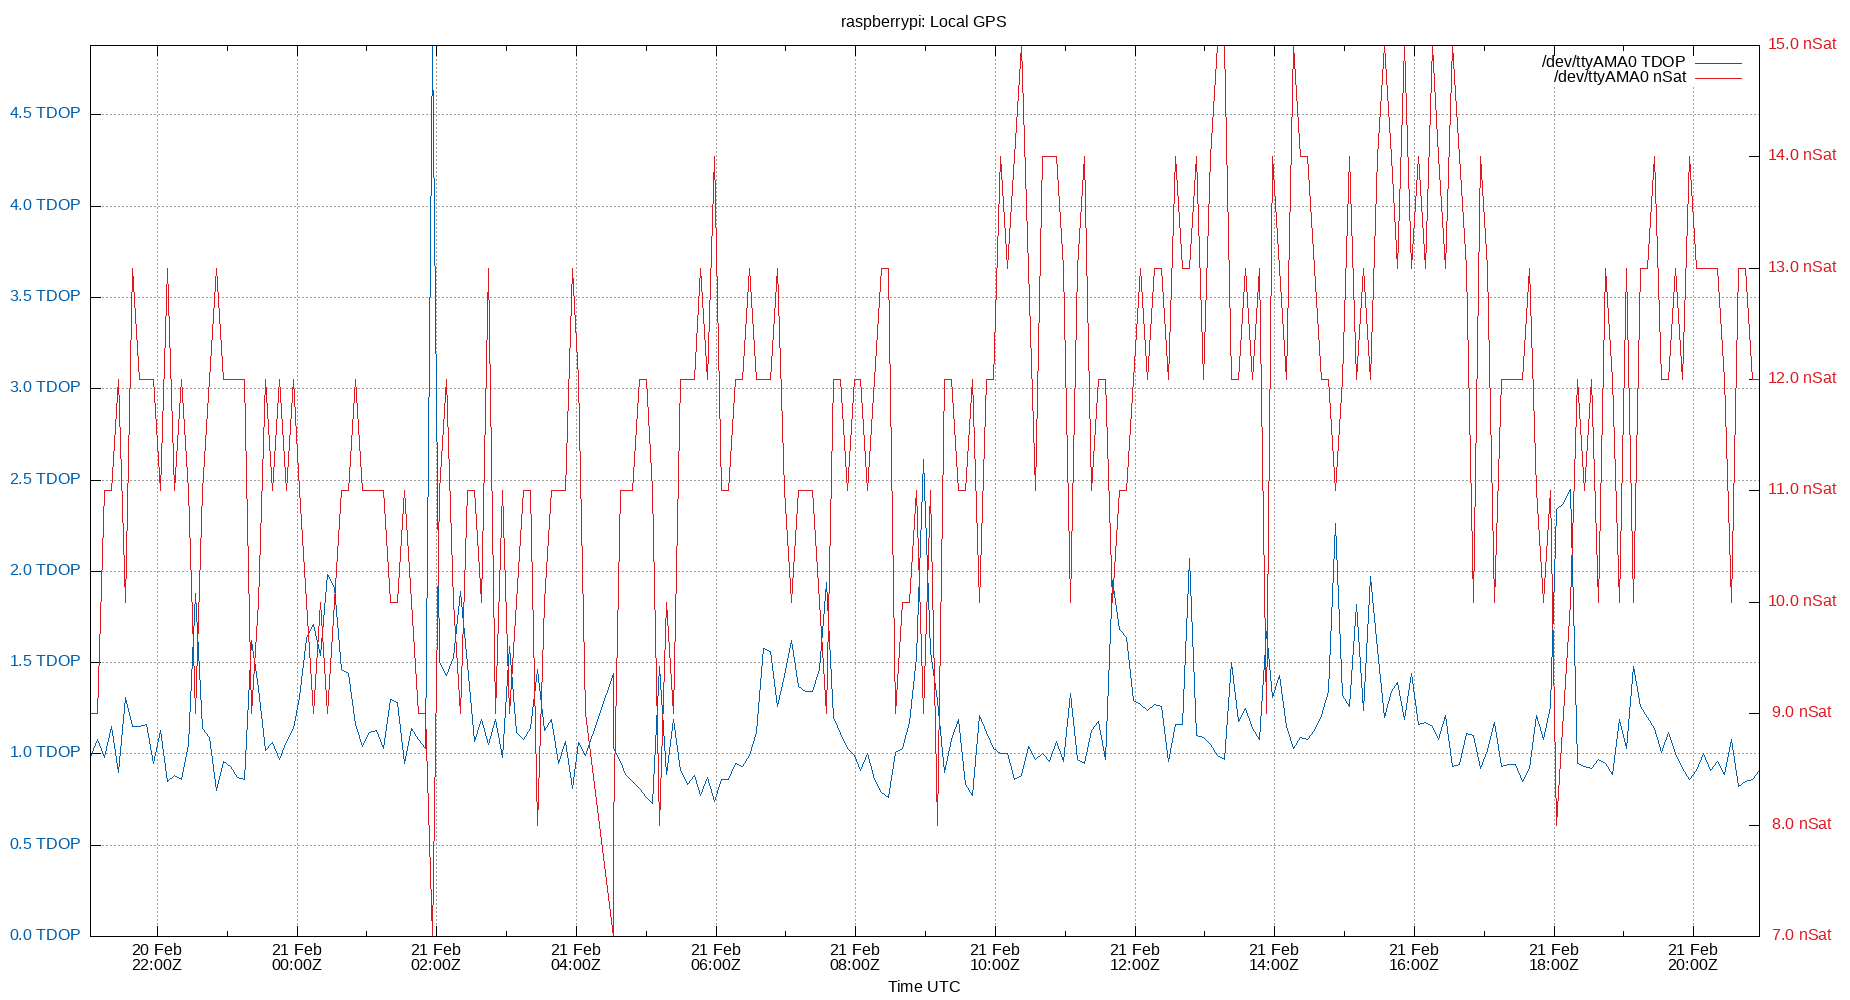 raspberrypi: Local GPS
/dev/ttyAMA0 TDOP
/dev/ttyAMA0 nSat
4.5 TDOP
4.0 TDOP
3.5 TDOP
3.0 TDOP
2.5 TDOP
2.0 TDOP
1.5 TDOP
1.0 TDOP
0.5 TDOP
0.0 TDOP
15.0 nSat
14.0 nSat
13.0 nSat
12.0 nSat
11.0 nSat
10.0 nSat
9.0 nSat
8.0 nSat
7.0 nSat
20 Feb
22:00Z
21 Feb
00:00Z
21 Feb
02:00Z
21 Feb
04:00Z
21 Feb
06:00Z
21 Feb
08:00Z
21 Feb
10:00Z
21 Feb
12:00Z
21 Feb
14:00Z
21 Feb
16:00Z
21 Feb
18:00Z
21 Feb
20:00Z
Time UTC